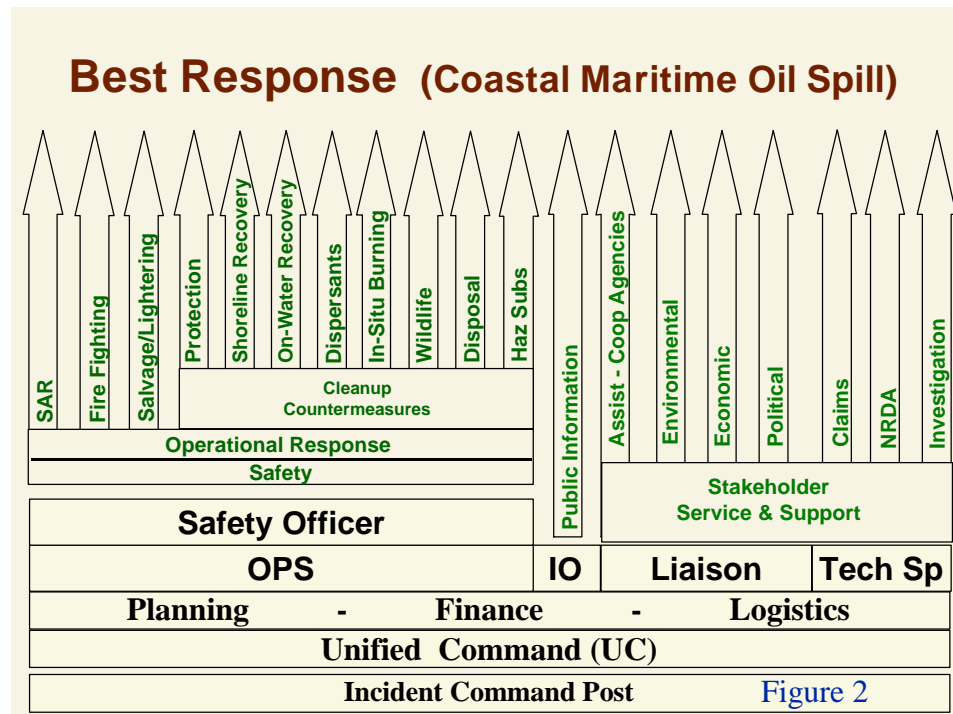 Best Response (Coastal Maritime Oil Spill)
SAR
Fire Fighting
Salvage/Lightering
Protection
Shoreline Recovery
On-Water Recovery
Dispersants
In-Situ Burning
Wildlife
Disposal
Haz Subs
Public Information
Assist - Coop Agencies
Environmental
Economic
Political
Claims
NRDA
Investigation
Cleanup
Countermeasures
Operational Response
Safety
Stakeholder
Service & Support
Safety Officer
OPS
IO
Liaison
Tech Sp
Planning - Finance - Logistics
Unified Command (UC)
Incident Command Post
Figure 2